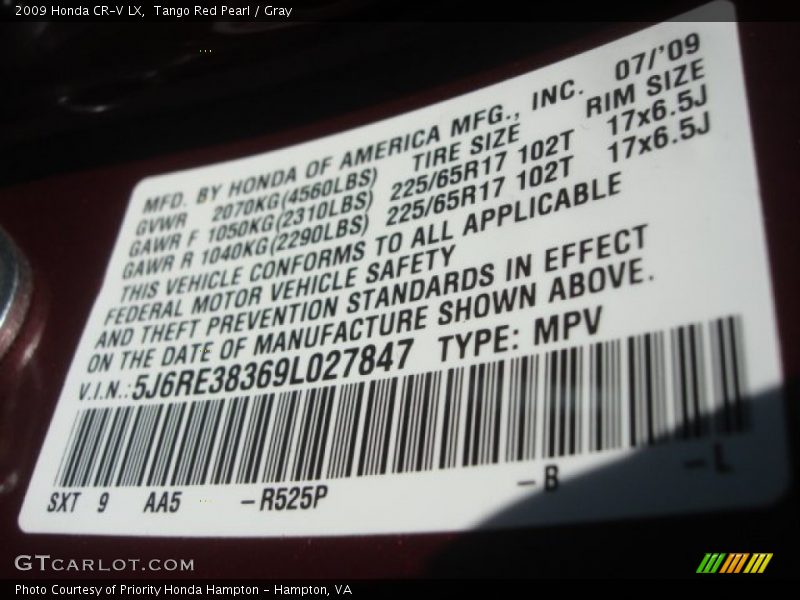 2009 Honda CR-V LX, Tango Red Pearl / Gray
MFD. BY HONDA OF AMERICA MFG., INC. 07/'09
GVWR 2070KG(4560LBS) TIRE SIZE RIM SIZE
GAWR F 1050KG(2310LBS) 225/65R17 102T 17x6.5J
GAWR R 1040KG(2290LBS) 225/65R17 102T 17x6.5J
THIS VEHICLE CONFORMS TO ALL APPLICABLE
FEDERAL MOTOR VEHICLE SAFETY
AND THEFT PREVENTION STANDARDS IN EFFECT
ON THE DATE OF MANUFACTURE SHOWN ABOVE.
V.I.N.:5J6RE38369L027847 TYPE: MPV
SXT 9 AA5 -R525P -B -L
GTCARLOT.COM
Photo Courtesy of Priority Honda Hampton - Hampton, VA